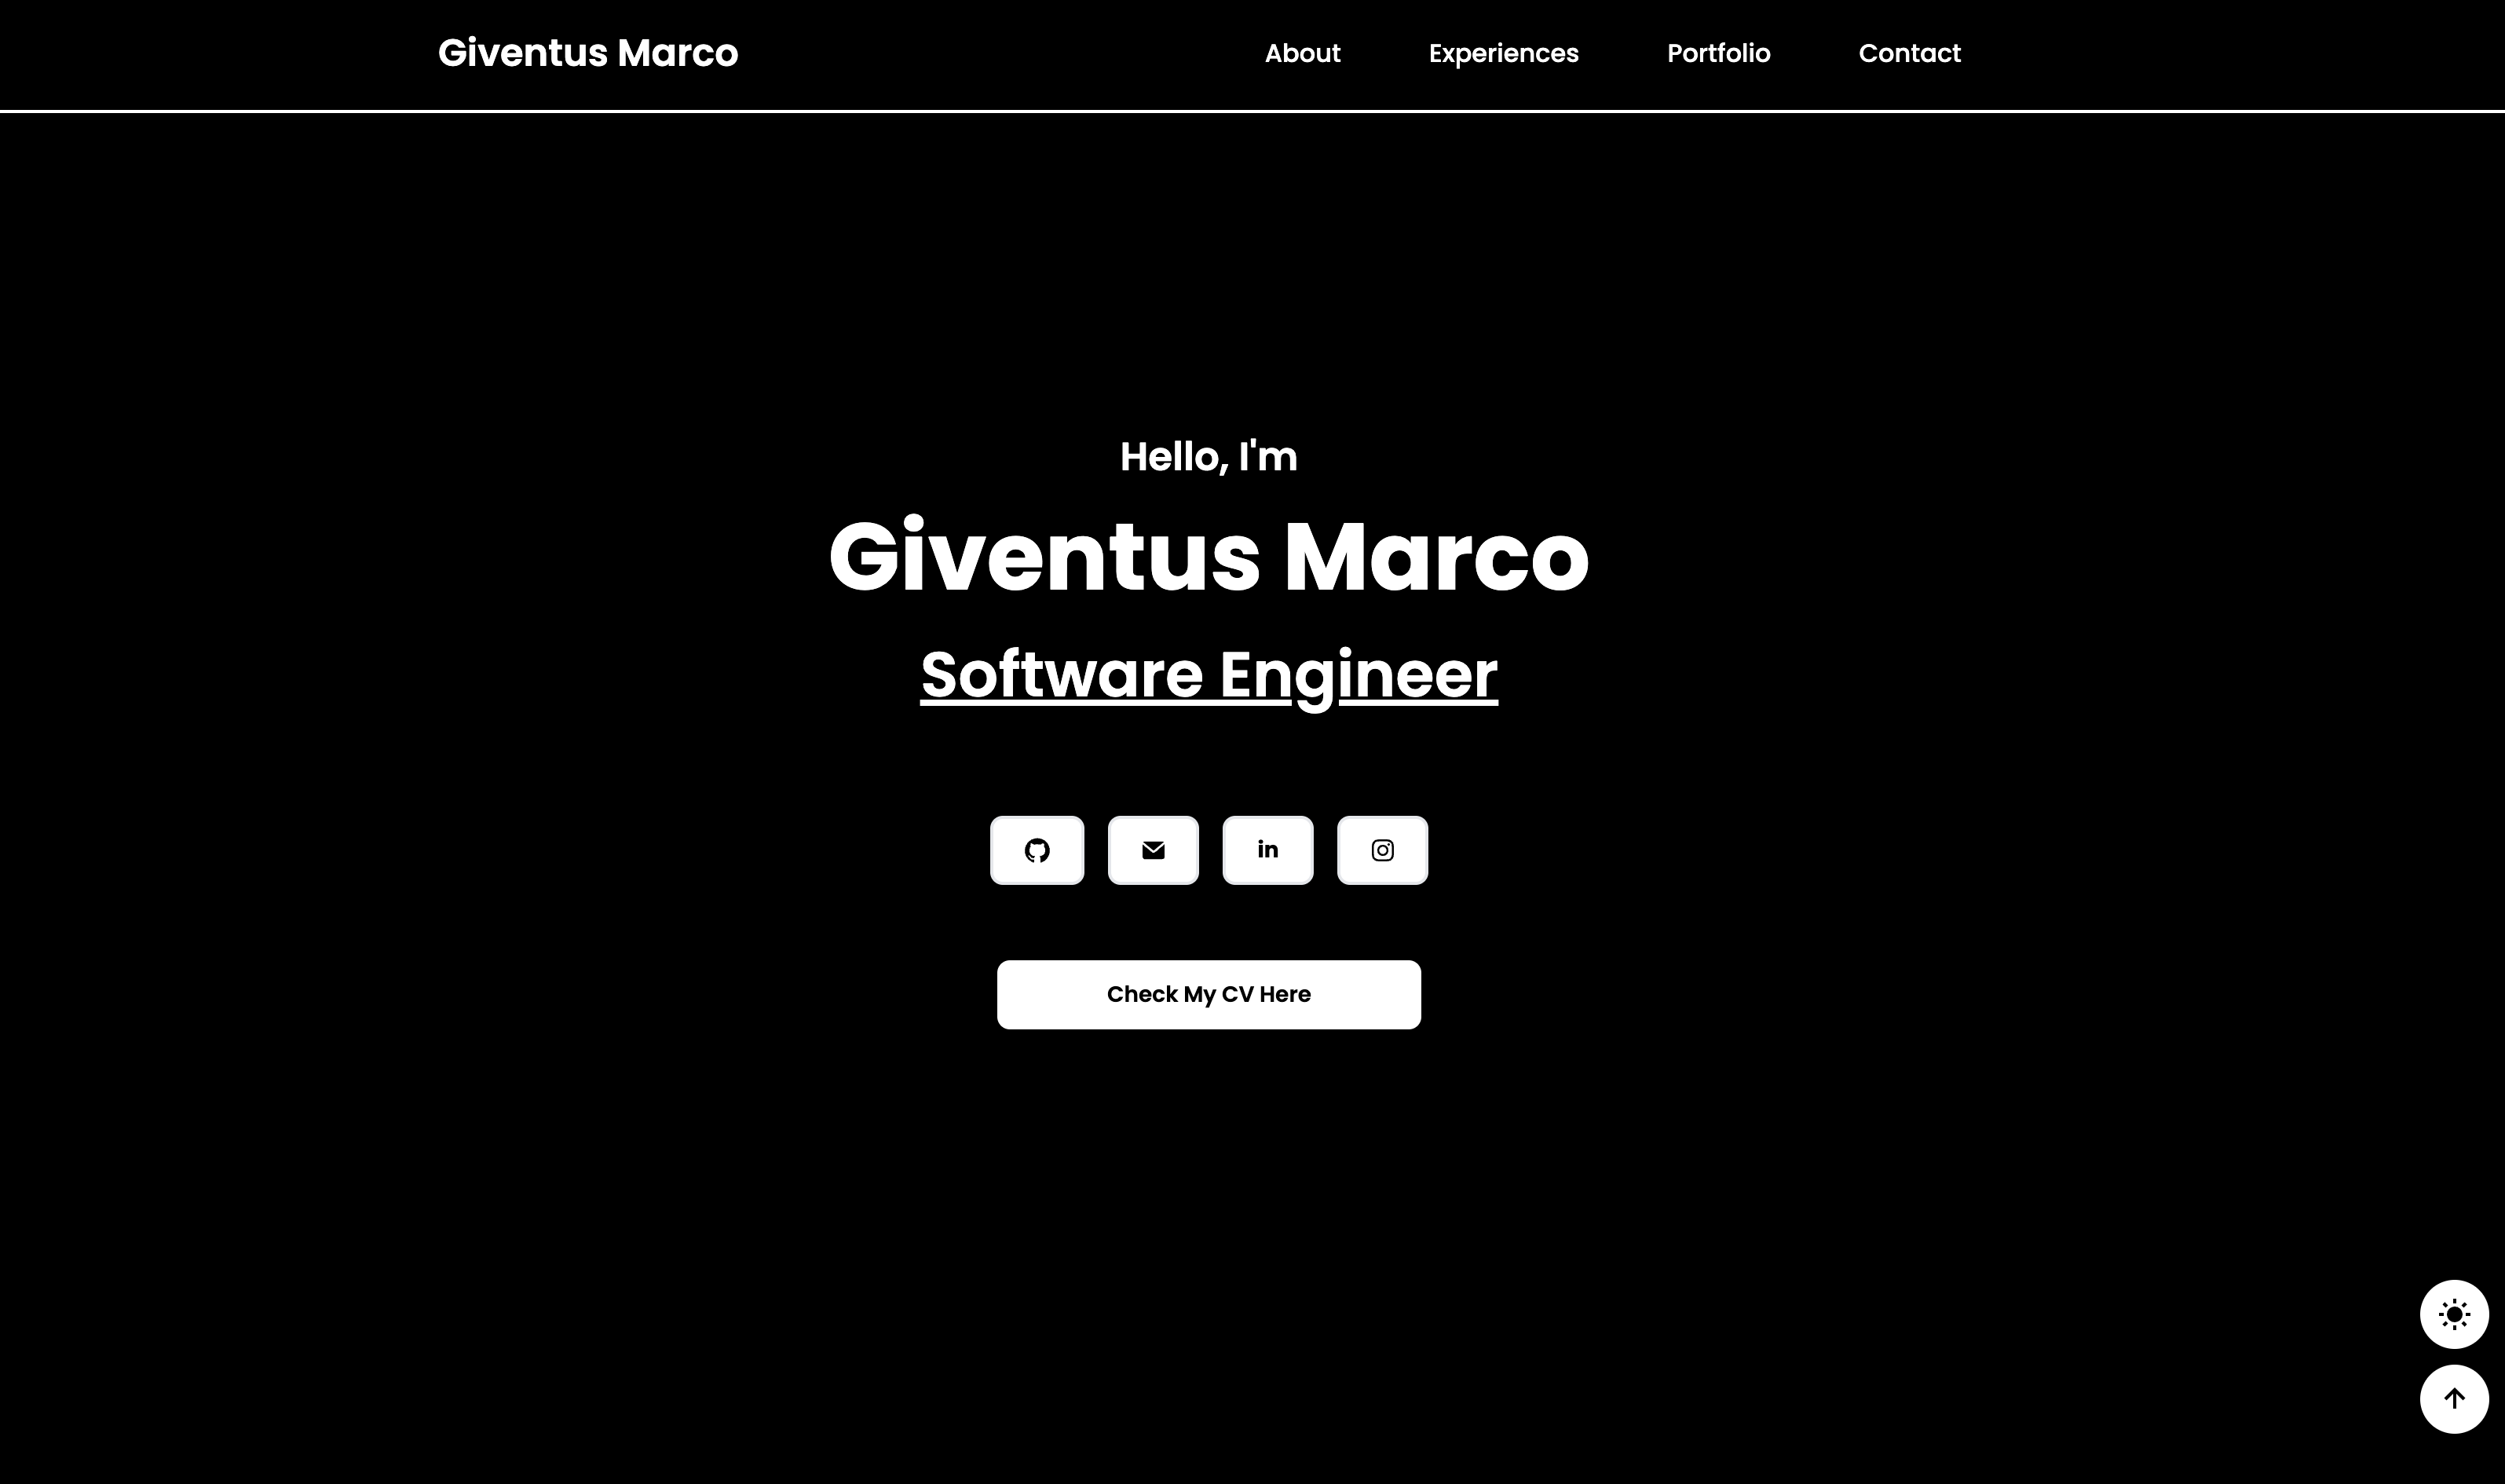 Giventus Marco
About
Experiences
Portfolio
Contact
Hello, I'm
Giventus Marco
Software Engineer
in
Check My CV Here